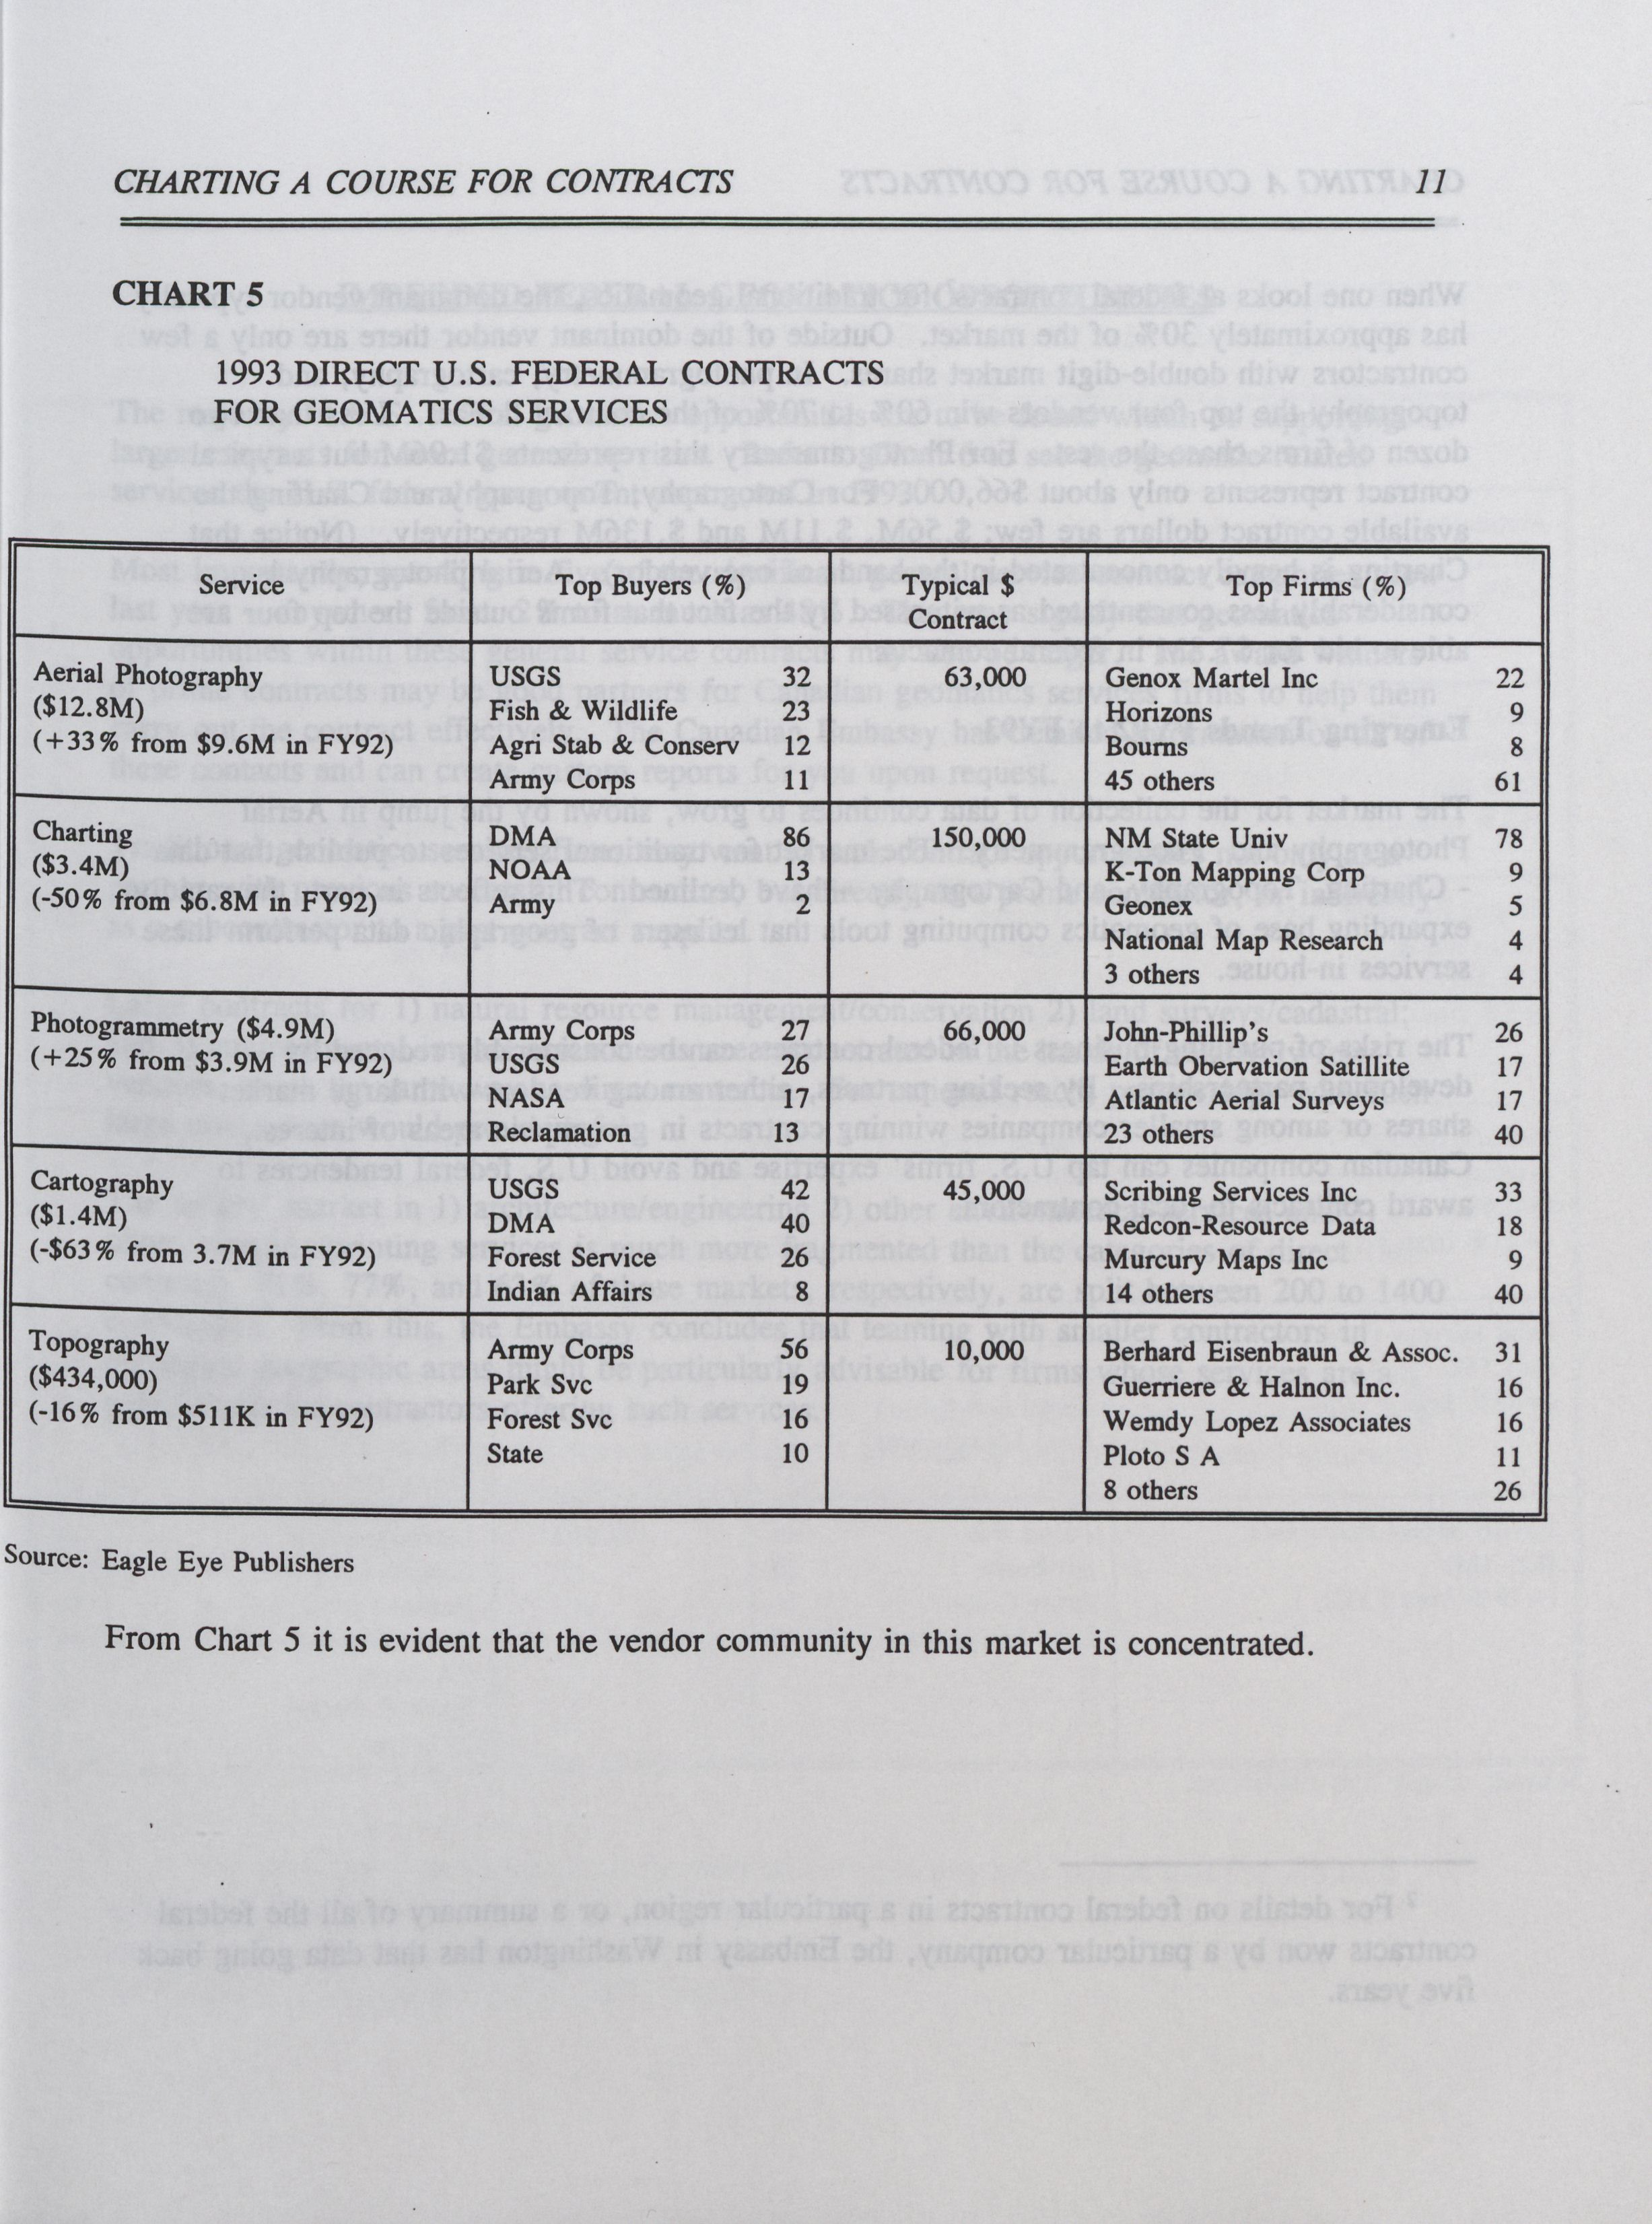 CHARTING A COURSE FOR CONTRACTS 11
CHART 5
1993 DIRECT U.S. FEDERAL CONTRACTS
FOR GEOMATICS SERVICES
Service Top Buyers (%) Typical $ Contract Top Firms (%)
Aerial Photography USGS 32 63,000 Genox Martel Inc 22
($12.8M) Fish & Wildlife 23 Horizons 9
(+33% from $9.6M in FY92) Agri Stab & Conserv 12 Bourns 8
Army Corps 11 45 others 61
Charting DMA 86 150,000 NM State Univ 78
($3.4M) NOAA 13 K-Ton Mapping Corp 9
(-50% from $6.8M in FY92) Army 2 Geonex 5
National Map Research 4
3 others 4
Photogrammetry ($4.9M) Army Corps 27 66,000 John-Phillip's 26
(+25% from $3.9M in FY92) USGS 26 Earth Obervation Satillite 17
NASA 17 Atlantic Aerial Surveys 17
Reclamation 13 23 others 40
Cartography USGS 42 45,000 Scribing Services Inc 33
($1.4M) DMA 40 Redcon-Resource Data 18
(-$63% from 3.7M in FY92) Forest Service 26 Murcury Maps Inc 9
Indian Affairs 8 14 others 40
Topography Army Corps 56 10,000 Berhard Eisenbraun & Assoc. 31
($434,000) Park Svc 19 Guerriere & Halnon Inc. 16
(-16% from $511K in FY92) Forest Svc 16 Wemdy Lopez Associates 16
State 10 Ploto S A 11
8 others 26
Source: Eagle Eye Publishers
From Chart 5 it is evident that the vendor community in this market is concentrated.